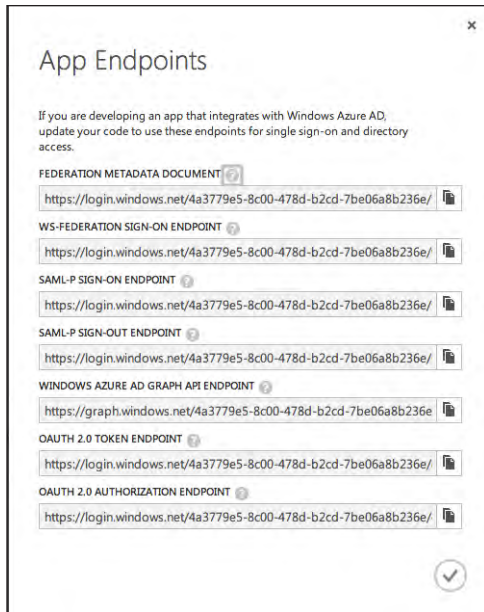 App Endpoints
If you are developing an app that integrates with Windows Azure AD,
update your code to use these endpoints for single sign-on and directory
access.
FEDERATION METADATA DOCUMENT
https://login.windows.net/4a3779e5-8c00-478d-b2cd-7be06a8b236e/
WS-FEDERATION SIGN-ON ENDPOINT
https://login.windows.net/4a3779e5-8c00-478d-b2cd-7be06a8b236e/
SAML-P SIGN-ON ENDPOINT
https://login.windows.net/4a3779e5-8c00-478d-b2cd-7be06a8b236e/
SAML-P SIGN-OUT ENDPOINT
https://login.windows.net/4a3779e5-8c00-478d-b2cd-7be06a8b236e/
WINDOWS AZURE AD GRAPH API ENDPOINT
https://graph.windows.net/4a3779e5-8c00-478d-b2cd-7be06a8b236e
OAUTH 2.0 TOKEN ENDPOINT
https://login.windows.net/4a3779e5-8c00-478d-b2cd-7be06a8b236e/
OAUTH 2.0 AUTHORIZATION ENDPOINT
https://login.windows.net/4a3779e5-8c00-478d-b2cd-7be06a8b236e/